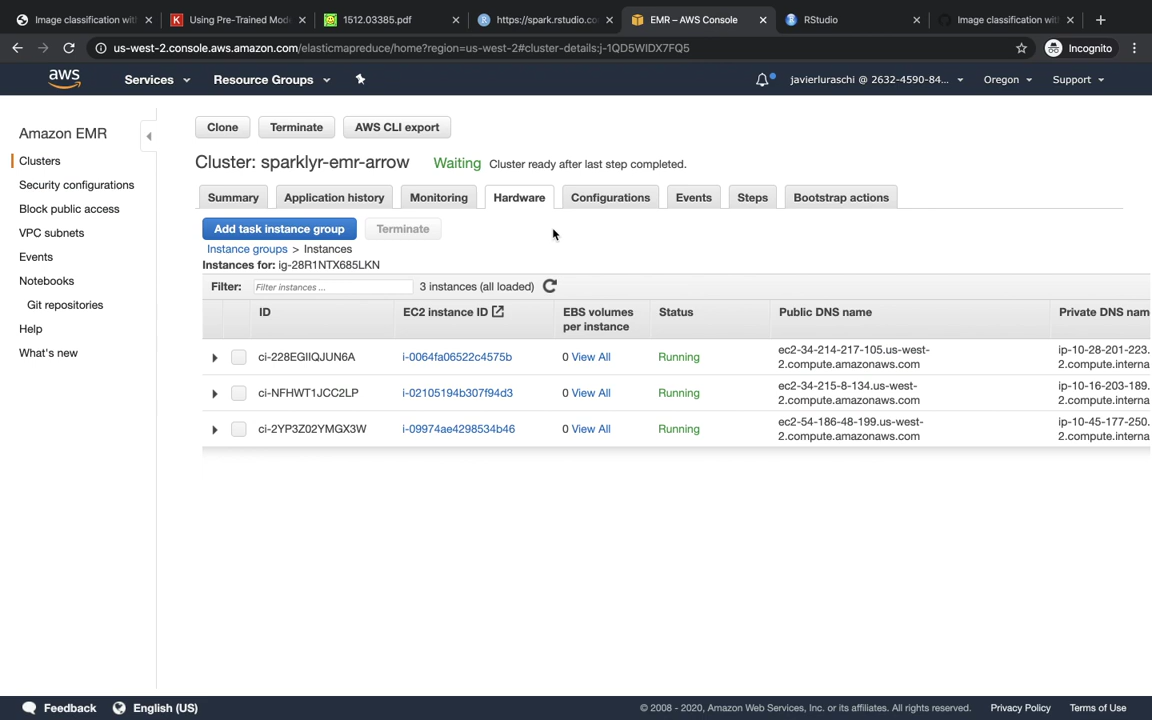 Image classification wit
Using Pre-Trained Mode
1512.03385.pdf
https://spark.rstudio.co
EMR – AWS Console
RStudio
Image classification wit
us-west-2.console.aws.amazon.com/elasticmapreduce/home?region=us-west-2#cluster-details:j-1QD5WIDX7FQ5
Incognito
aws
Services
Resource Groups
javierluraschi @ 2632-4590-84...
Oregon
Support
Amazon EMR
Clusters
Security configurations
Block public access
VPC subnets
Events
Notebooks
Git repositories
Help
What's new
Clone
Terminate
AWS CLI export
Cluster: sparklyr-emr-arrow
Waiting
Cluster ready after last step completed.
Summary
Application history
Monitoring
Hardware
Configurations
Events
Steps
Bootstrap actions
Add task instance group
Terminate
Instance groups > Instances
Instances for: ig-28R1NTX685LKN
Filter:
Filter instances ...
3 instances (all loaded)
ID
EC2 instance ID
EBS volumes
per instance
Status
Public DNS name
Private DNS nam
ci-228EGIIQJUN6A
i-0064fa06522c4575b
0 View All
Running
ec2-34-214-217-105.us-west-
2.compute.amazonaws.com
ip-10-28-201-223.
2.compute.interna
ci-NFHWT1JCC2LP
i-02105194b307f94d3
0 View All
Running
ec2-34-215-8-134.us-west-
2.compute.amazonaws.com
ip-10-16-203-189.
2.compute.interna
ci-2YP3Z02YMGX3W
i-09974ae4298534b46
0 View All
Running
ec2-54-186-48-199.us-west-
2.compute.amazonaws.com
ip-10-45-177-250.
2.compute.interna
Feedback
English (US)
© 2008 - 2020, Amazon Web Services, Inc. or its affiliates. All rights reserved.
Privacy Policy
Terms of Use